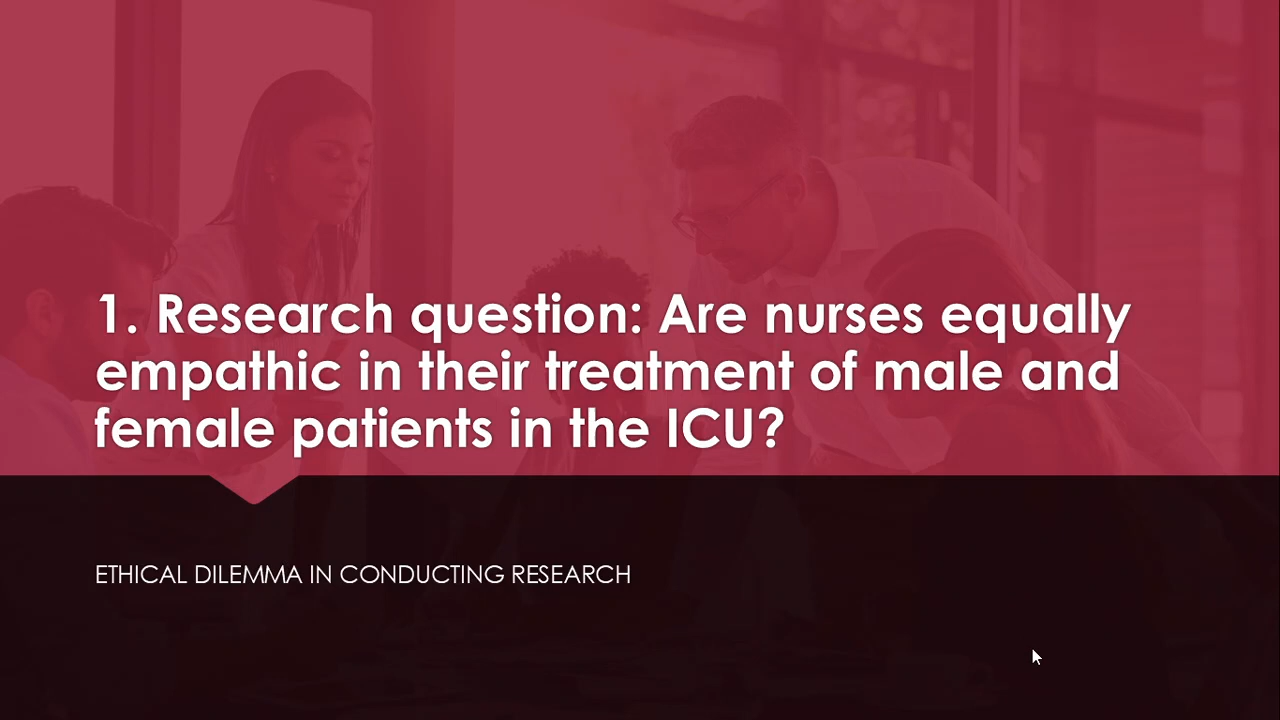 1. Research question: Are nurses equally
empathic in their treatment of male and
female patients in the ICU?
ETHICAL DILEMMA IN CONDUCTING RESEARCH